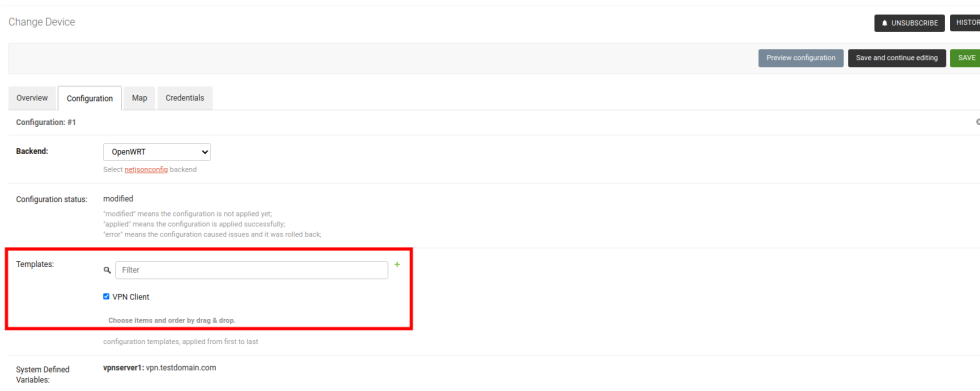 Change Device
UNSUBSCRIBE
HISTOR
Preview configuration
Save and continue editing
SAVE
Overview
Configuration
Map
Credentials
Configuration: #1
Backend:
OpenWRT
Select netjsonconfig backend
Configuration status:
modified
"modified" means the configuration is not applied yet;
"applied" means the configuration is applied successfully;
"error" means the configuration caused issues and it was rolled back;
Templates:
Filter
+
VPN Client
Choose items and order by drag & drop.
configuration templates, applied from first to last
System Defined
Variables:
vpnserver1: vpn.testdomain.com